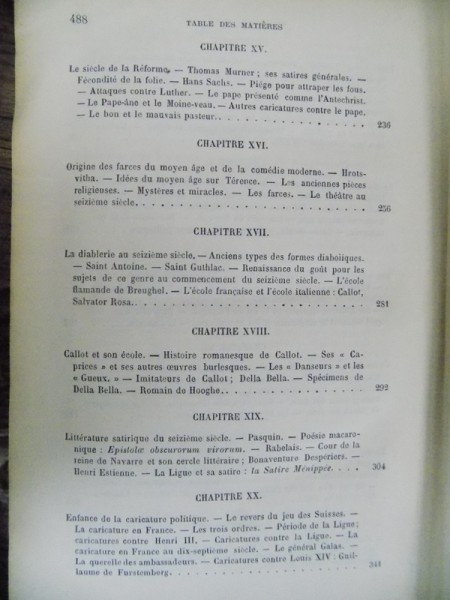 488
TABLE DES MATIÈRES
CHAPITRE XV.
Le siècle de la Réforme. — Thomas Murner ; ses satires générales. —
Fécondité de la folie. — Hans Sachs. — Piége pour attraper les fous.
— Attaques contre Luther. — Le pape présenté comme l'Antechrist.
— Le Pape-âne et le Moine-veau. — Autres caricatures contre le pape.
— Le bon et le mauvais pasteur. . . . . . . . . . . . . . . 236
CHAPITRE XVI.
Origine des farces du moyen âge et de la comédie moderne. — Hrots-
vitha. — Idées du moyen âge sur Térence. — Les anciennes pièces
religieuses. — Mystères et miracles. — Les farces. — Le théâtre au
seizième siècle. . . . . . . . . . . . . . . . . . . . . 256
CHAPITRE XVII.
La diablerie au seizième siècle. — Anciens types des formes diaboliques.
— Saint Antoine. — Saint Guthlac. — Renaissance du goût pour les
sujets de ce genre au commencement du seizième siècle. — L'école
flamande de Breughel. — L'école française et l'école italienne : Callot,
Salvator Rosa. . . . . . . . . . . . . . . . . . . . . . 281
CHAPITRE XVIII.
Callot et son école. — Histoire romanesque de Callot. — Ses « Ca-
prices » et ses autres œuvres burlesques. — Les « Danseurs » et les
« Gueux. » — Imitateurs de Callot ; Della Bella. — Spécimens de
Della Bella. — Romain de Hooghe. . . . . . . . . . . . . . 292
CHAPITRE XIX.
Littérature satirique du seizième siècle. — Pasquin. — Poésie macaro-
nique : Epistolæ obscurorum virorum. — Rabelais. — Cour de la
reine de Navarre et son cercle littéraire ; Bonaventure Despériers. —
Henri Estienne. — La Ligue et sa satire : la Satire Ménippée. . . . 304
CHAPITRE XX.
Enfance de la caricature politique. — Le revers du jeu des Suisses. —
La caricature en France. — Les trois ordres. — Période de la Ligue ;
caricatures contre Henri III. — Caricatures contre la Ligue. — La
caricature en France au dix-septième siècle. — Le général Galas. —
La querelle des ambassadeurs. — Caricatures contre Louis XIV : Guil-
laume de Furstemberg. . . . . . . . . . . . . . . . . . . 341